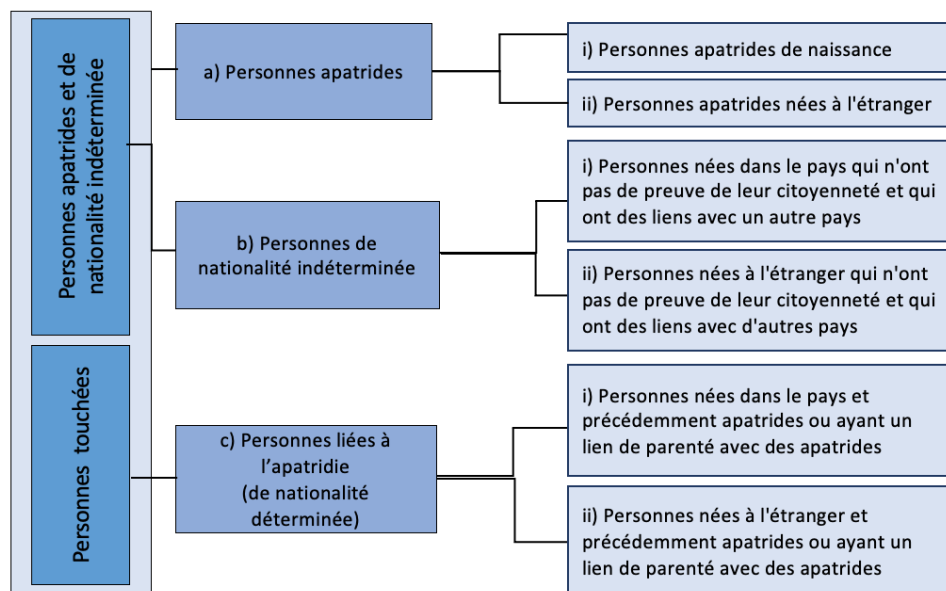 Personnes apatrides et de
nationalité indéterminée
a) Personnes apatrides
i) Personnes apatrides de naissance
ii) Personnes apatrides nées à l'étranger
b) Personnes de
nationalité indéterminée
i) Personnes nées dans le pays qui n'ont
pas de preuve de leur citoyenneté et qui
ont des liens avec un autre pays
ii) Personnes nées à l'étranger qui n'ont
pas de preuve de leur citoyenneté et qui
ont des liens avec d'autres pays
Personnes touchées
c) Personnes liées à
l’apatridie
(de nationalité
déterminée)
i) Personnes nées dans le pays et
précédemment apatrides ou ayant un
lien de parenté avec des apatrides
ii) Personnes nées à l'étranger et
précédemment apatrides ou ayant un
lien de parenté avec des apatrides